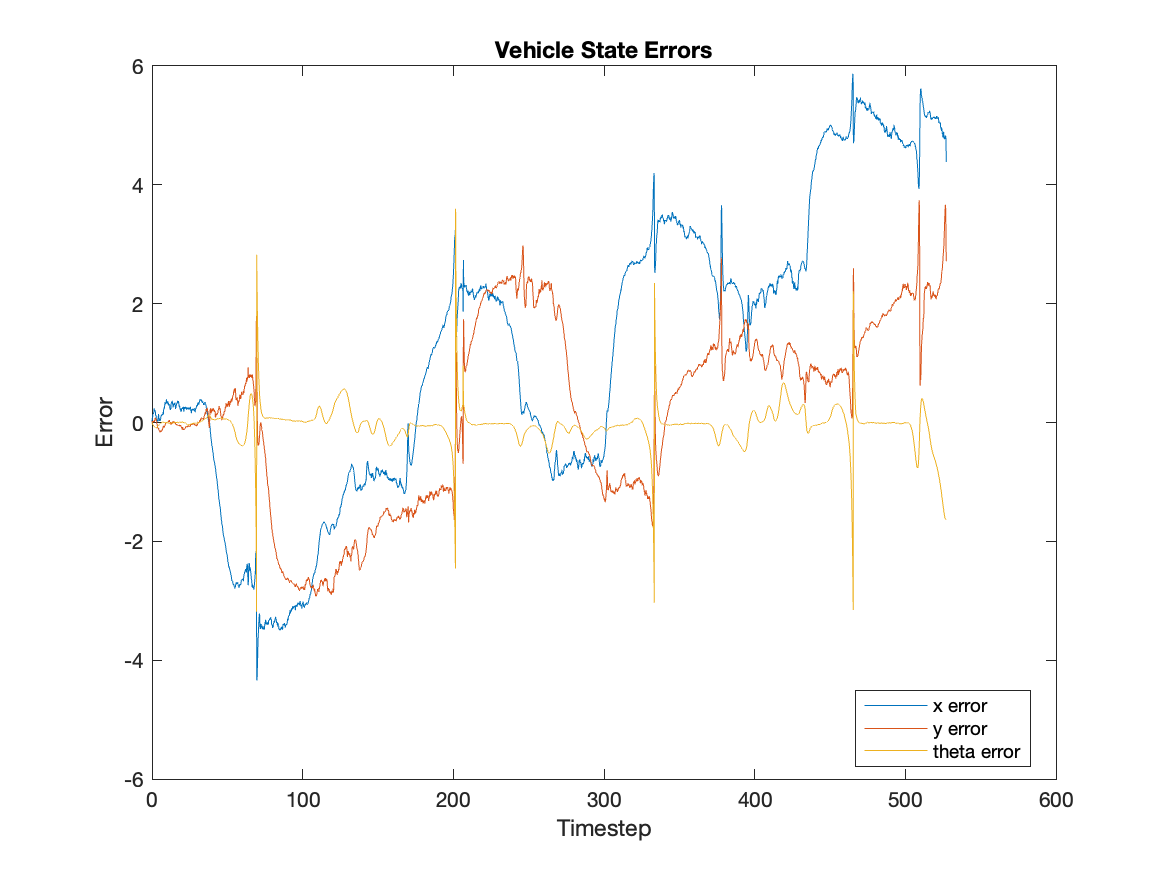 Vehicle State Errors
6
4
2
0
-2
-4
-6
Error
0 100 200 300 400 500 600
Timestep
x error
y error
theta error